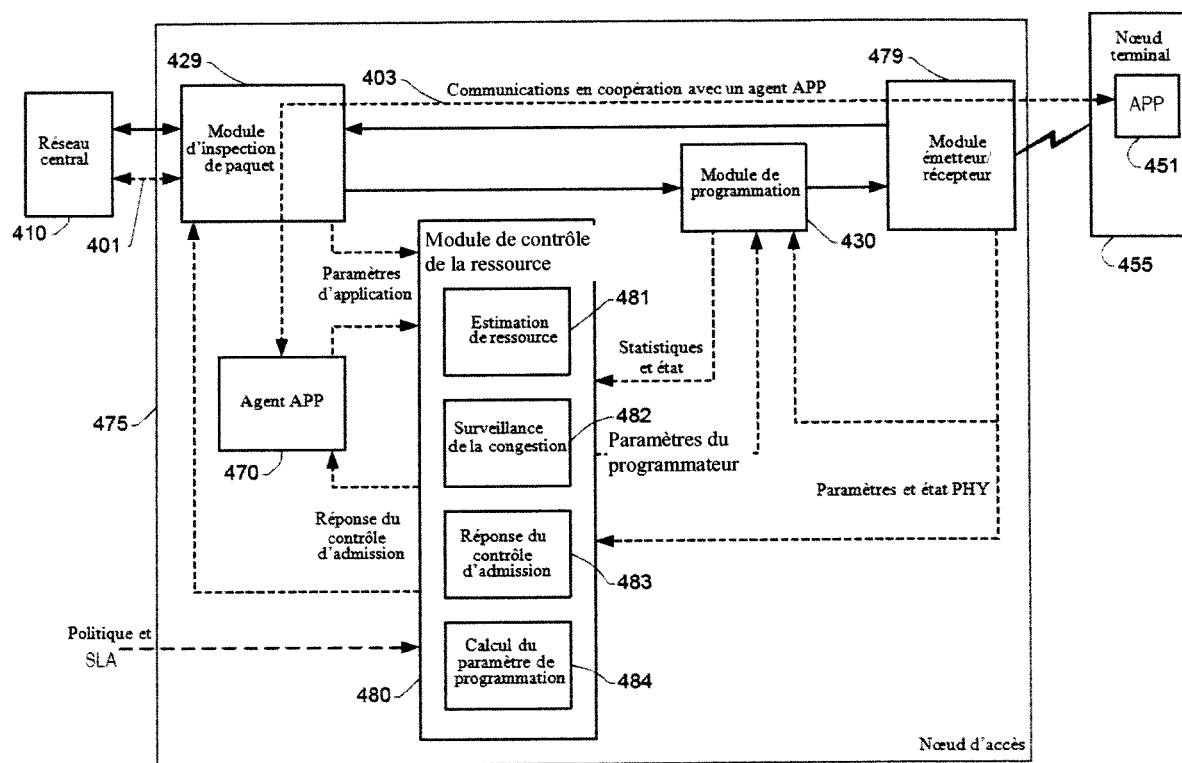 429
403
Communications en coopération avec un agent APP
479
Nœud
terminal
APP
451
455
Réseau
central
410
401
Module
d'inspection
de paquet
Module de
programmation
430
Module
émetteur/
récepteur
Module de contrôle
de la ressource
Paramètres
d'application
Estimation
de ressource
481
Statistiques
et état
475
Agent APP
470
Surveillance
de la congestion
482
Paramètres du
programmateur
Paramètres et état PHY
Réponse du
contrôle
d'admission
Réponse du
contrôle
d'admission
483
Politique et
SLA
480
Calcul du
paramètre de
programmation
484
Nœud d'accès